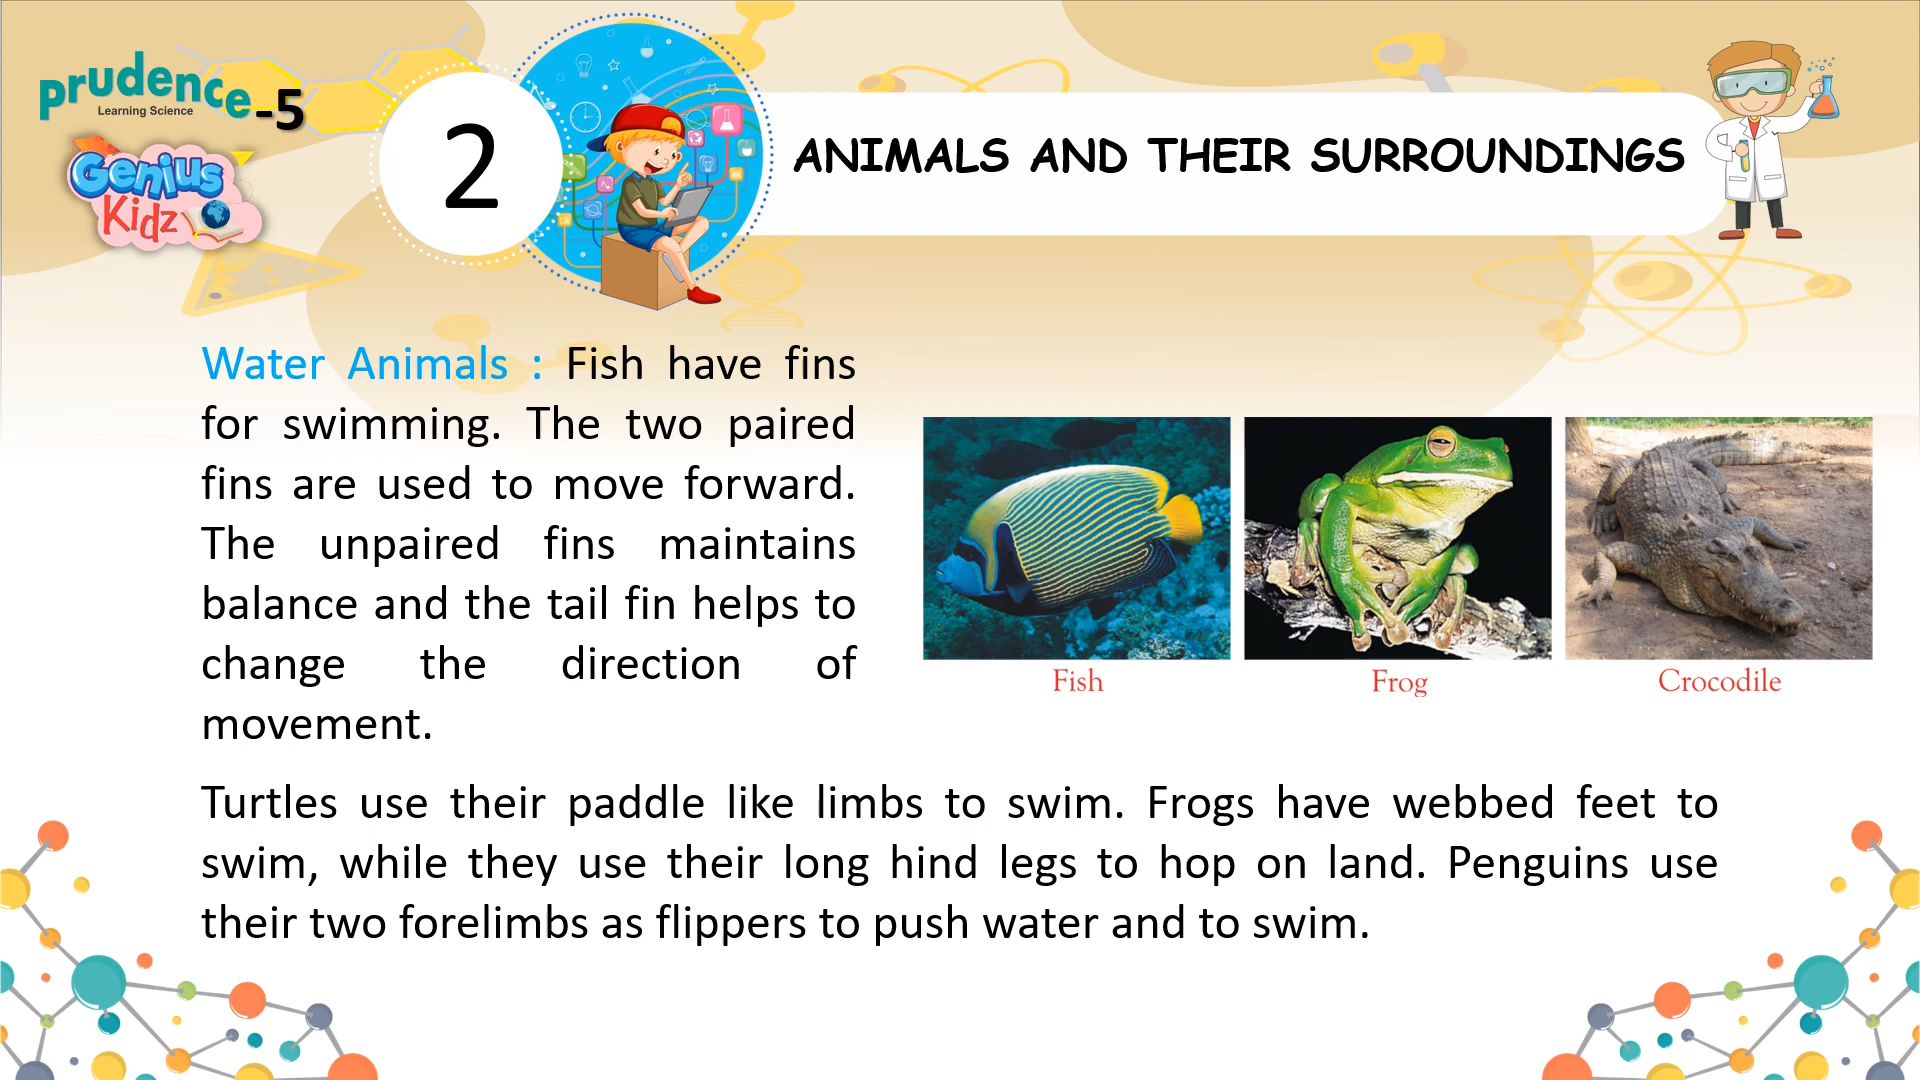 prudence-5
Learning Science
Genius
Kidz
2
ANIMALS AND THEIR SURROUNDINGS
Water Animals : Fish have fins
for swimming. The two paired
fins are used to move forward.
The unpaired fins maintains
balance and the tail fin helps to
change the direction of
movement.
Fish
Frog
Crocodile
Turtles use their paddle like limbs to swim. Frogs have webbed feet to
swim, while they use their long hind legs to hop on land. Penguins use
their two forelimbs as flippers to push water and to swim.